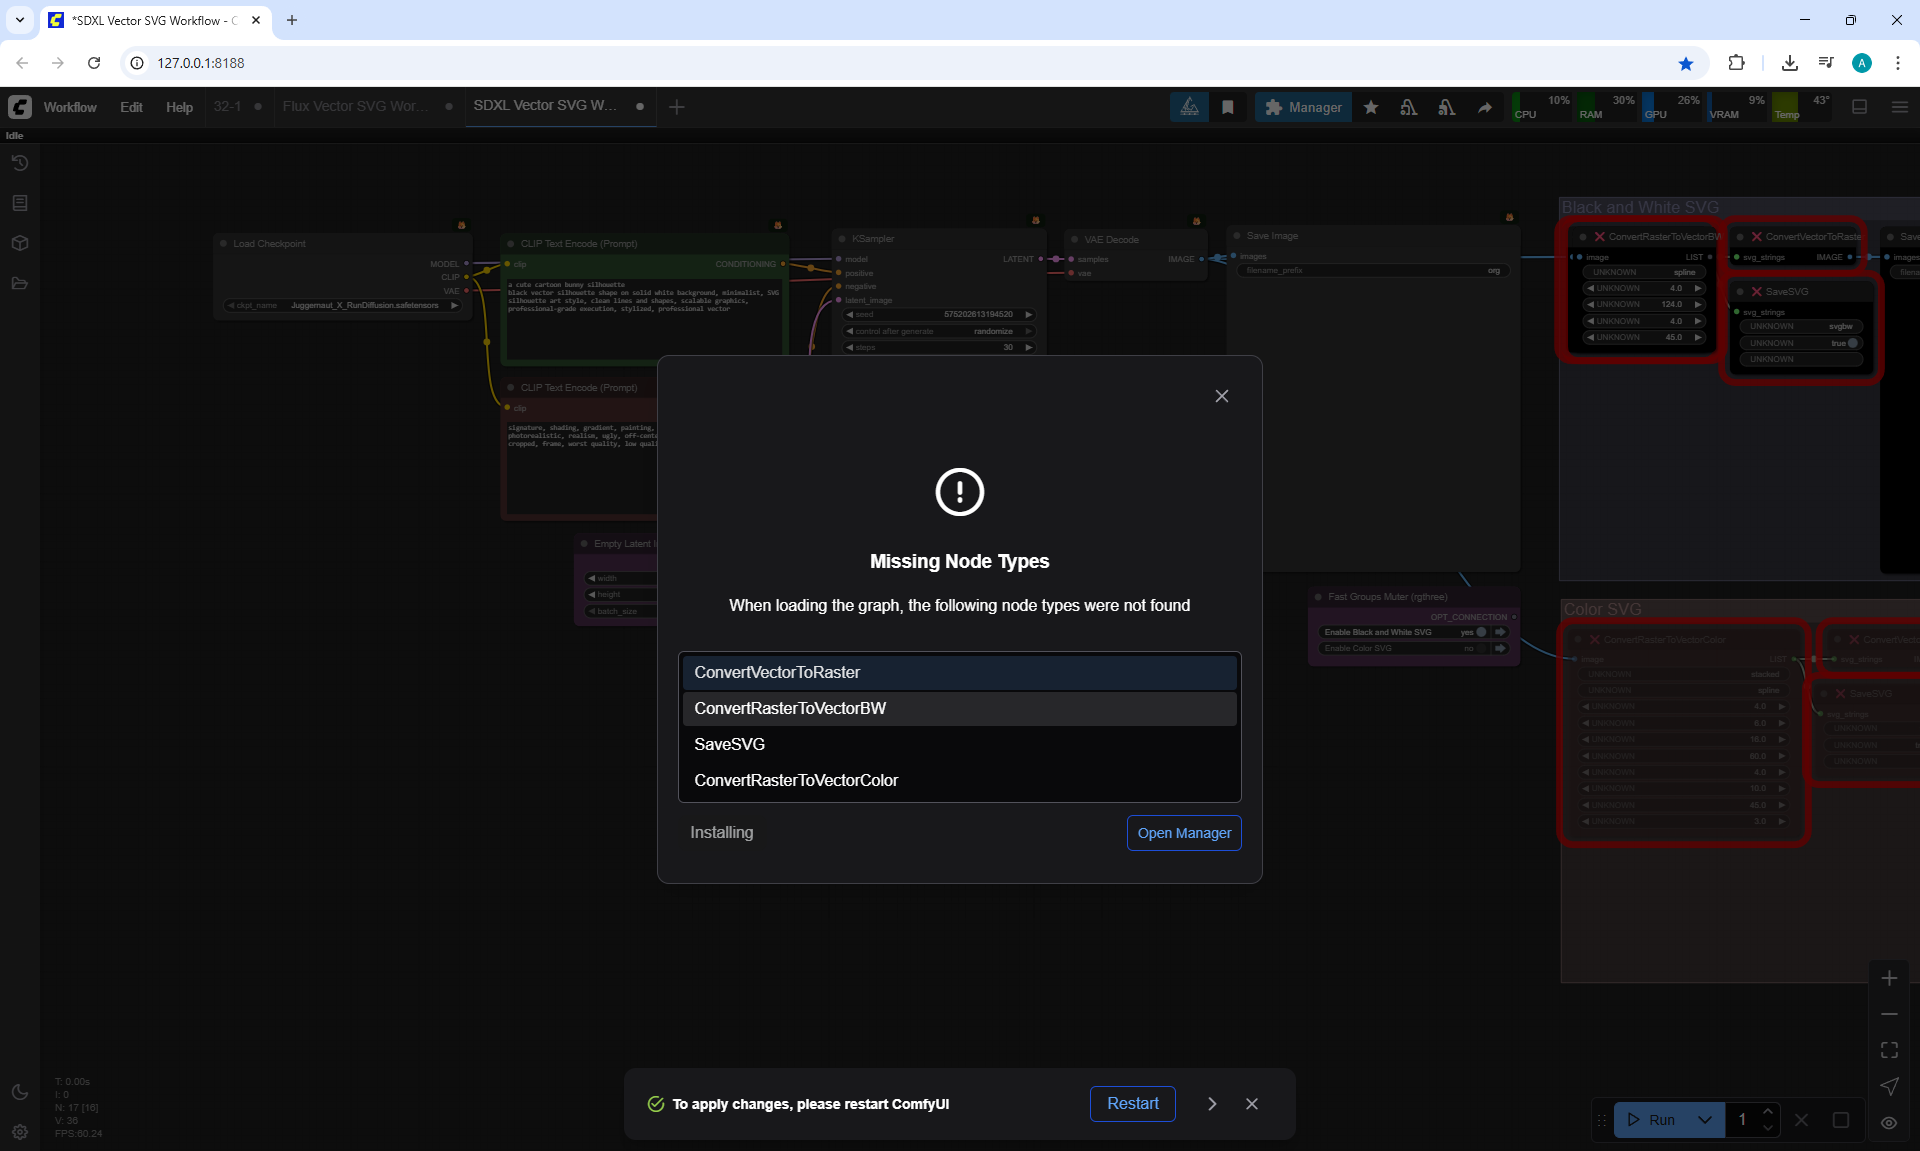 *SDXL Vector SVG Workflow - C
127.0.0.1:8188
Workflow
Edit
Help
32-1
Flux Vector SVG Wor...
SDXL Vector SVG W...
Manager
10%
CPU
30%
RAM
26%
GPU
9%
VRAM
43°
Temp
A
Idle
Load Checkpoint
MODEL
CLIP
VAE
ckpt_name
Juggernaut_X_RunDiffusion.safetensors
CLIP Text Encode (Prompt)
clip
CONDITIONING
a cute cartoon bunny silhouette
black vector silhouette shape on solid white background, minimalist, SVG
silhouette art style, clean lines and shapes, scalable graphics,
professional-grade execution, stylized, professional vector
CLIP Text Encode (Prompt)
clip
signature, shading, gradient, painting,
photorealistic, realism, ugly, off-cente
cropped, frame, worst quality, low quali
Empty Latent I
width
height
batch_size
KSampler
model
LATENT
positive
negative
latent_image
seed
575202613194520
control after generate
randomize
steps
30
VAE Decode
samples
IMAGE
vae
Save Image
images
filename_prefix
org
Fast Groups Muter (rgthree)
OPT_CONNECTION
Enable Black and White SVG
yes
Enable Color SVG
no
Black and White SVG
ConvertRasterToVectorBW
image
LIST
UNKNOWN
spline
UNKNOWN
4.0
UNKNOWN
124.0
UNKNOWN
4.0
UNKNOWN
45.0
ConvertVectorToRaste
svg_strings
IMAGE
SaveSVG
svg_strings
UNKNOWN
svgbw
UNKNOWN
true
UNKNOWN
Save
images
filena
Color SVG
ConvertRasterToVectorColor
image
LIST
UNKNOWN
stacked
UNKNOWN
spline
UNKNOWN
4.0
UNKNOWN
6.0
UNKNOWN
16.0
UNKNOWN
60.0
UNKNOWN
4.0
UNKNOWN
10.0
UNKNOWN
45.0
UNKNOWN
3.0
ConvertVecto
svg_strings
SaveSVG
svg_strings
UNKNOWN
UNKNOWN
UNKNOWN
Missing Node Types
When loading the graph, the following node types were not found
ConvertVectorToRaster
ConvertRasterToVectorBW
SaveSVG
ConvertRasterToVectorColor
Installing
Open Manager
To apply changes, please restart ComfyUI
Restart
T: 0.00s
I: 0
N: 17 [16]
V: 36
FPS:60.24
Run
1